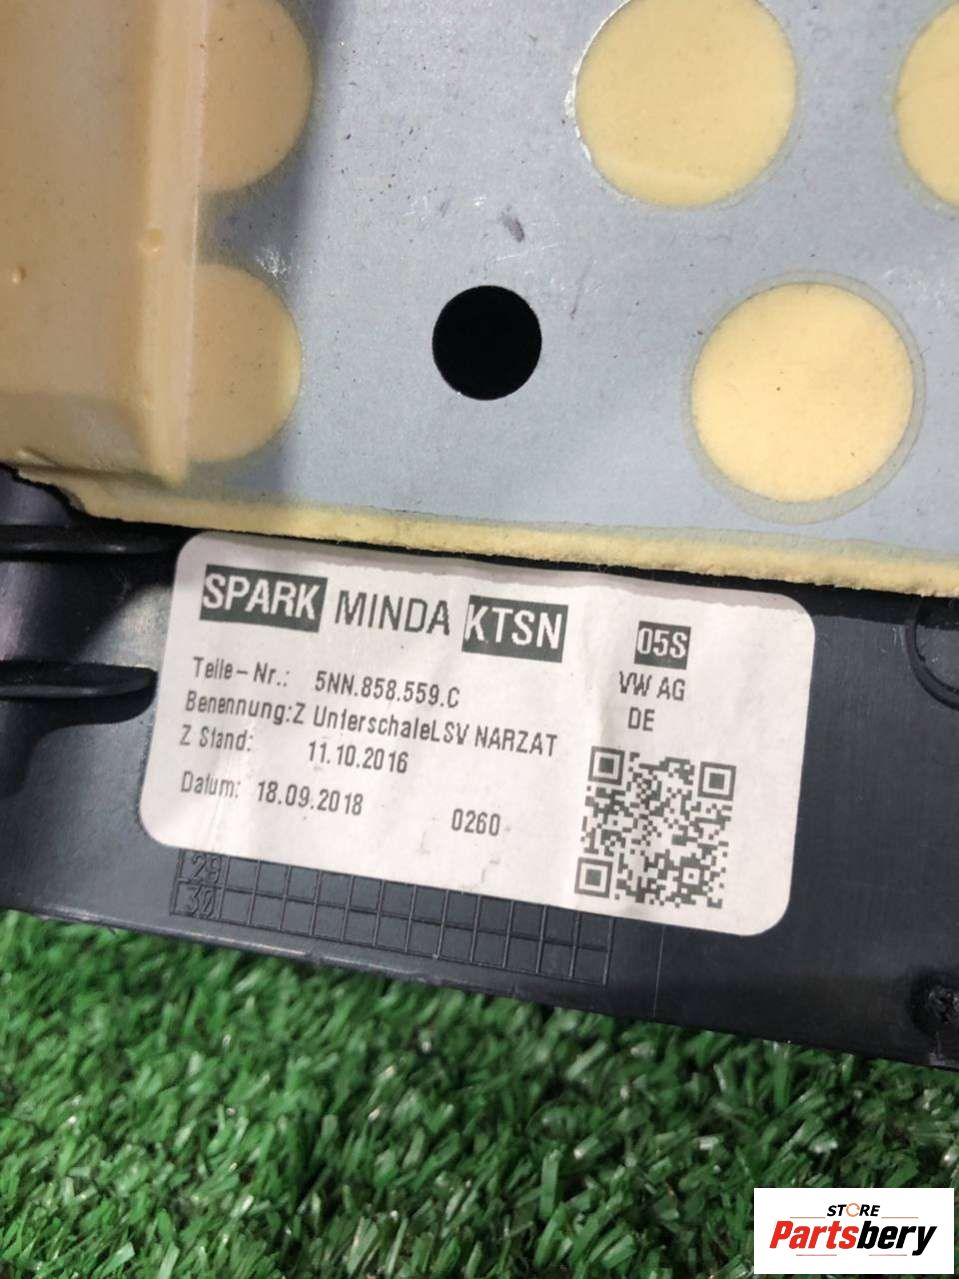 SPARK MINDA KTSN
05S
VW AG
DE
Teile-Nr.: 5NN.858.559.C
Benennung:Z UnterschaleLSV NARZAT
Z Stand: 11.10.2016
Datum: 18.09.2018 0260
29
30
STORE
Partsbery